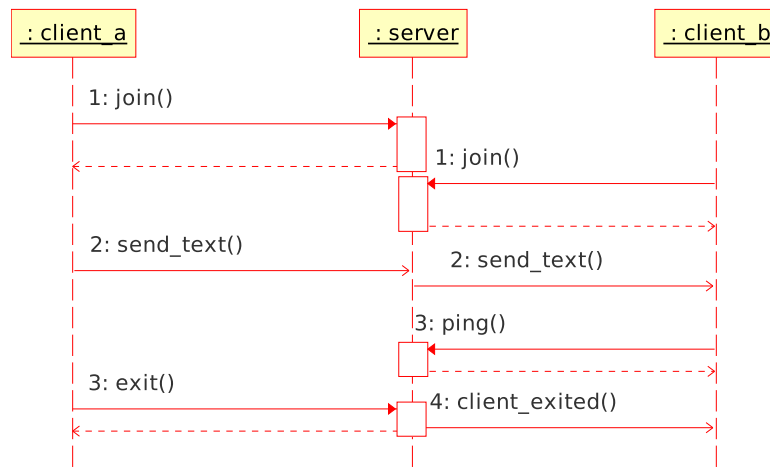 : client_a
: server
: client_b
1: join()
1: join()
2: send_text()
2: send_text()
3: ping()
3: exit()
4: client_exited()